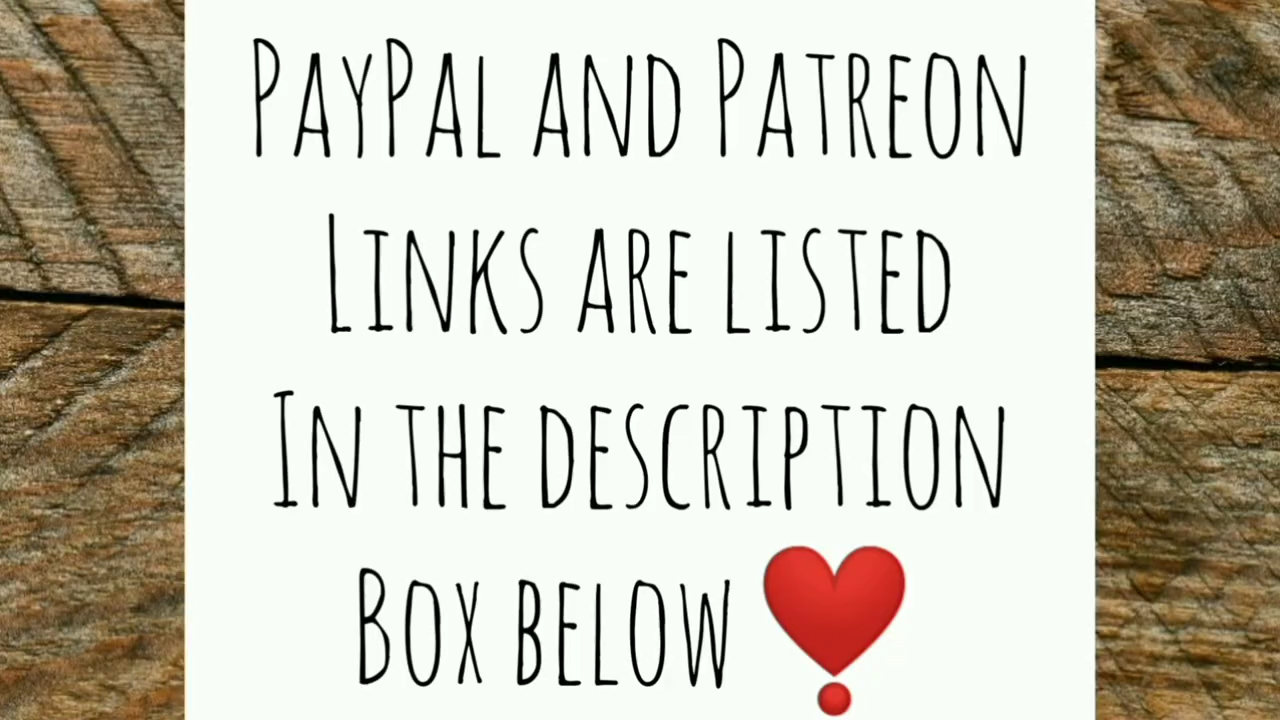 PayPal and Patreon
Links are listed
In the description
Box below ❣